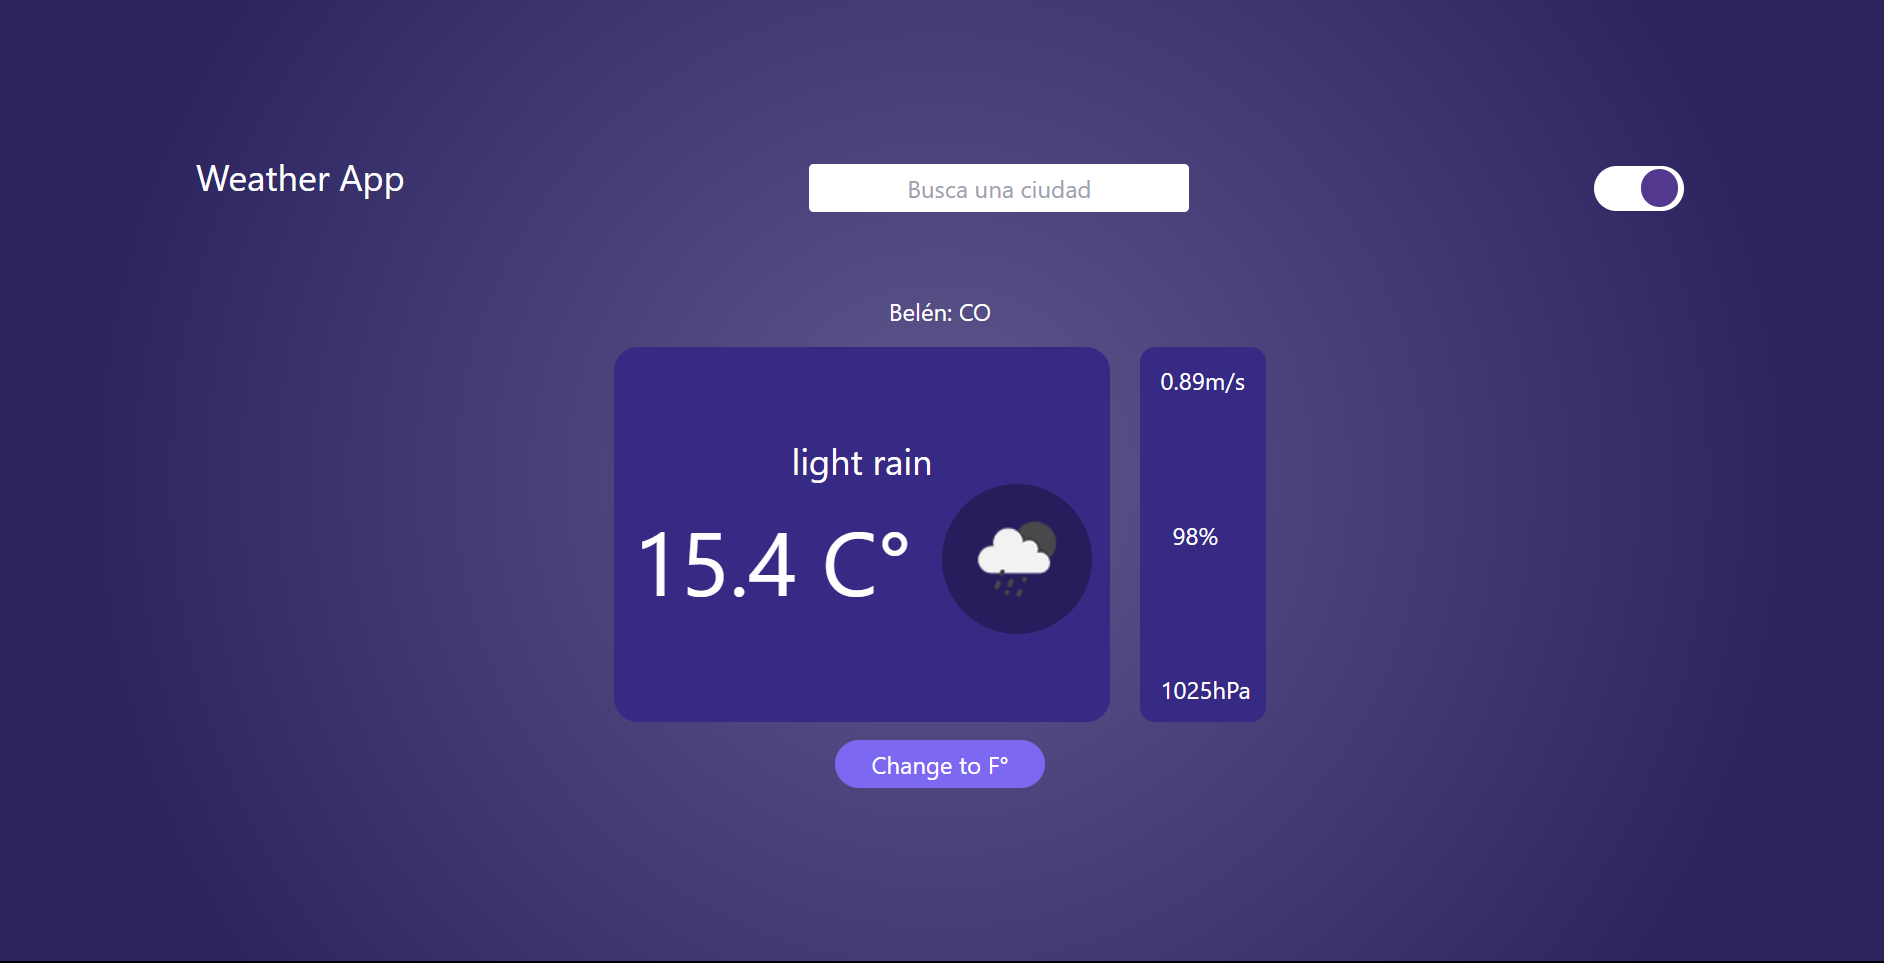 Weather App
Busca una ciudad
Belén: CO
light rain
15.4 C°
0.89m/s
98%
1025hPa
Change to F°